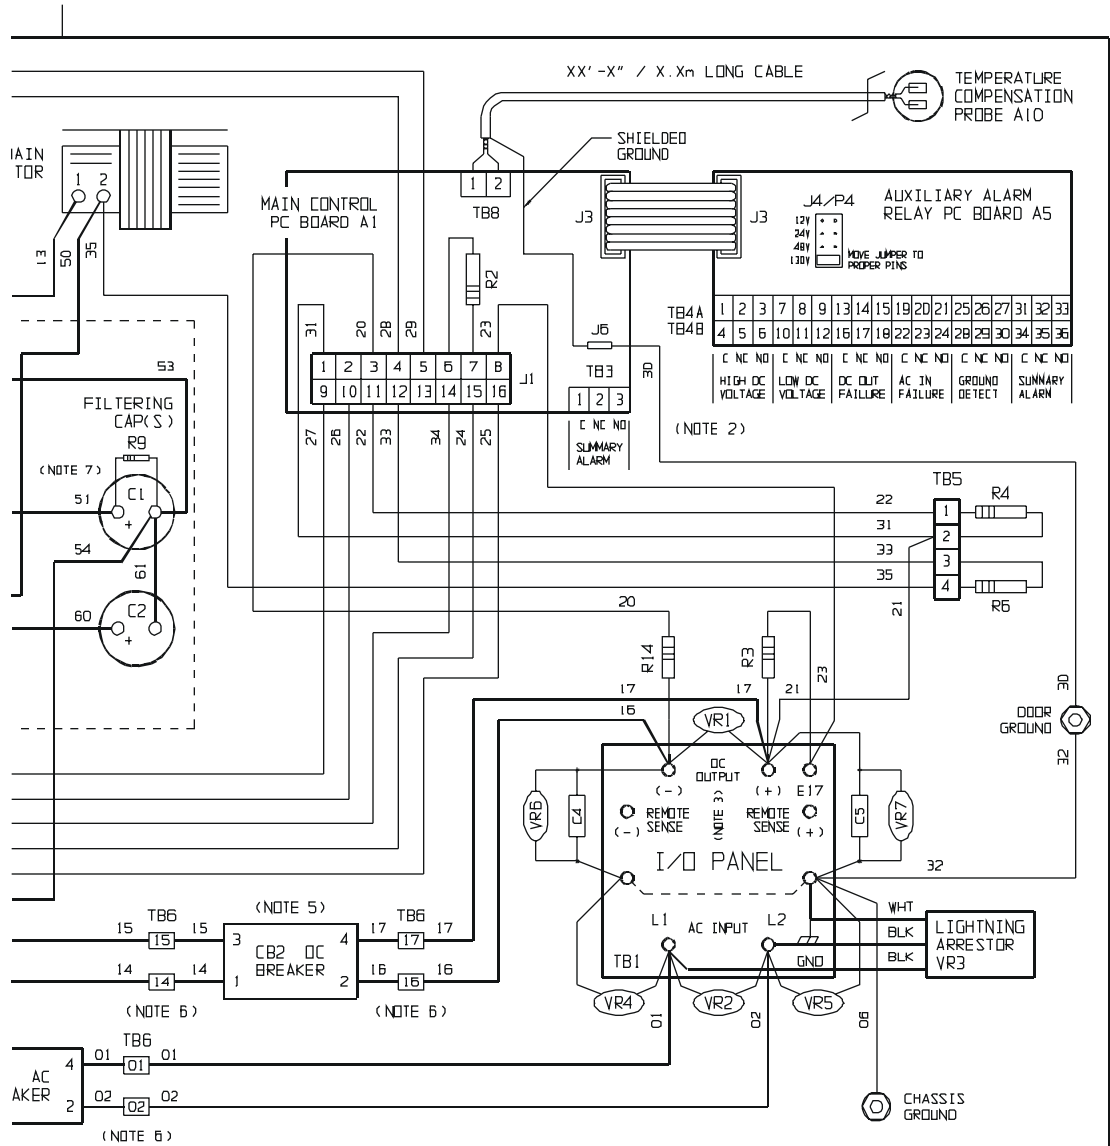 XX'-X" / X.Xm LONG CABLE
TEMPERATURE
COMPENSATION
PROBE A10
SHIELDED
GROUND
TOR
1 2
13
50
35
MAIN CONTROL
PC BOARD A1
1 2
TB8
J3
J3
J4/P4
12V
24V
48V
130V
MOVE JUMPER TO
PROPER PINS
AUXILIARY ALARM
RELAY PC BOARD A5
R2
31
20
28
29
23
TB4A
TB4B
1 2 3 7 8 9 13 14 15 19 20 21 25 26 27 31 32 33
4 5 6 10 11 12 16 17 18 22 23 24 28 29 30 34 35 36
C NC NO C NC NO C NC NO C NC NO C NC NO C NC NO
HIGH DC
VOLTAGE
LOW DC
VOLTAGE
DC OUT
FAILURE
AC IN
FAILURE
GROUND
DETECT
SUMMARY
ALARM
J6
30
1 2 3 4 5 6 7 8
9 10 11 12 13 14 15 16
J1
TB3
1 2 3
C NC NO
SUMMARY
ALARM
(NOTE 2)
53
FILTERING
CAP(S)
R9
(NOTE 7)
C1
51
+
54
61
C2
60
+
27
26
22
33
34
24
25
TB5
1
2
3
4
22
31
33
35
21
R4
R6
20
R14
R3
23
17
17
21
16
VR1
30
DOOR
GROUND
32
DC
OUTPUT
(NOTE 3)
(-)
(+)
E17
REMOTE
SENSE
(-)
REMOTE
SENSE
(+)
VR6
C4
C5
VR7
I/O PANEL
32
L1
AC INPUT
L2
TB1
GND
WHT
BLK
BLK
LIGHTNING
ARRESTOR
VR3
VR4
VR2
VR5
01
02
06
CHASSIS
GROUND
(NOTE 5)
15
TB6
15
15
14
14
14
(NOTE 6)
3
4
CB2 DC
BREAKER
1
2
17
TB6
17
17
16
16
16
(NOTE 6)
TB6
4
01
01
01
AC
AKER
2
02
02
02
(NOTE 6)